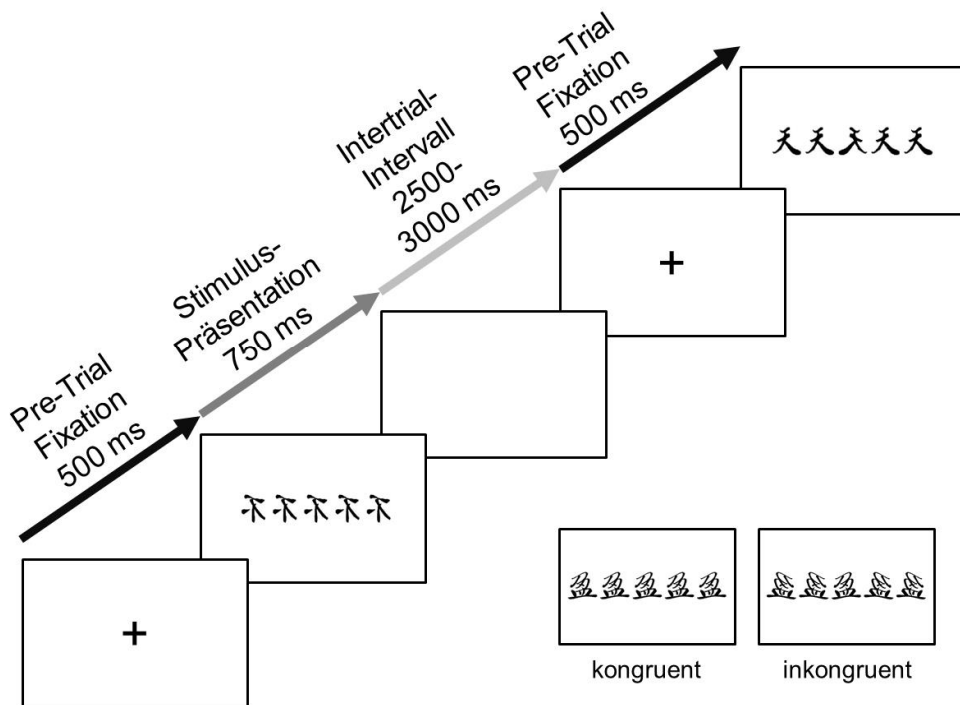 Pre-Trial
Fixation
500 ms
Stimulus-
Präsentation
750 ms
Intertrial-
Intervall
2500-
3000 ms
Pre-Trial
Fixation
500 ms
+
+
kongruent
inkongruent